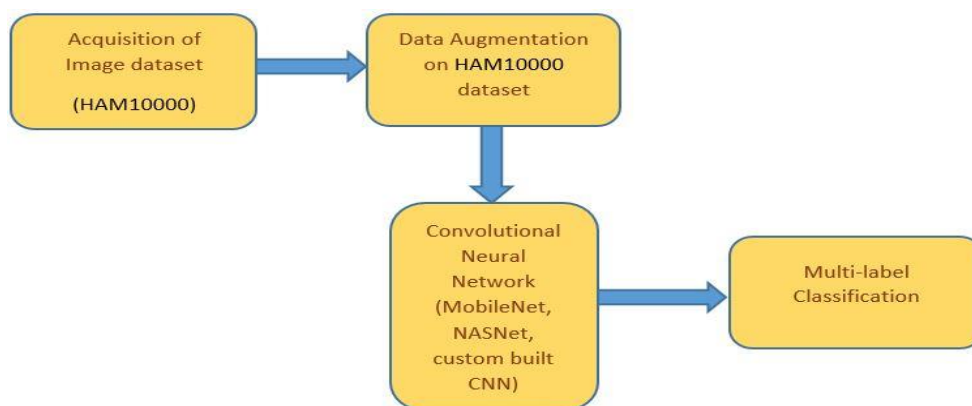 Acquisition of
Image dataset
(HAM10000)
Data Augmentation
on HAM10000
dataset
Convolutional
Neural
Network
(MobileNet,
NASNet,
custom built
CNN)
Multi-label
Classification